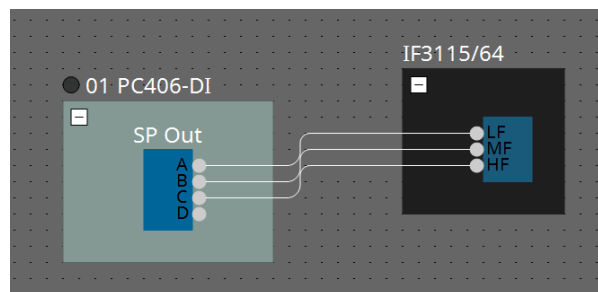 IF3115/64
01 PC406-DI
SP Out
A
B
C
D
LF
MF
HF